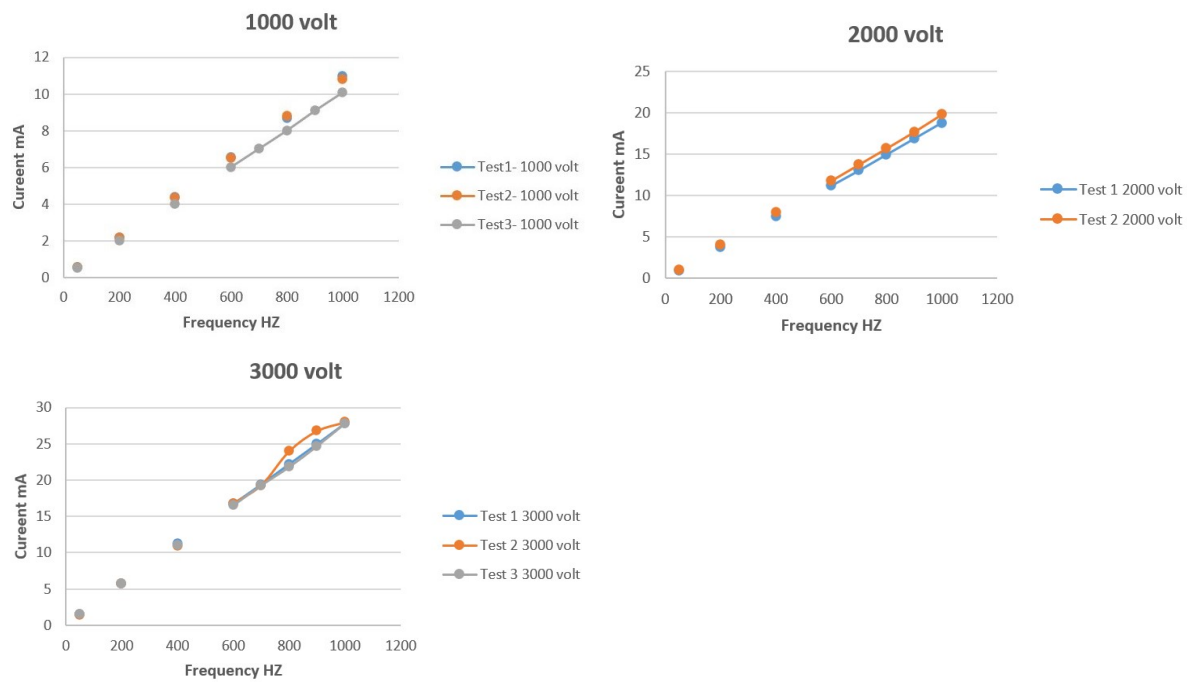 1000 volt
Cureent mA
12
10
8
6
4
2
0
0 200 400 600 800 1000 1200
Frequency HZ
Test1- 1000 volt
Test2- 1000 volt
Test3- 1000 volt
2000 volt
Cureent mA
25
20
15
10
5
0
0 200 400 600 800 1000 1200
Frequency HZ
Test 1 2000 volt
Test 2 2000 volt
3000 volt
Cureent mA
30
25
20
15
10
5
0
0 200 400 600 800 1000 1200
Frequency HZ
Test 1 3000 volt
Test 2 3000 volt
Test 3 3000 volt